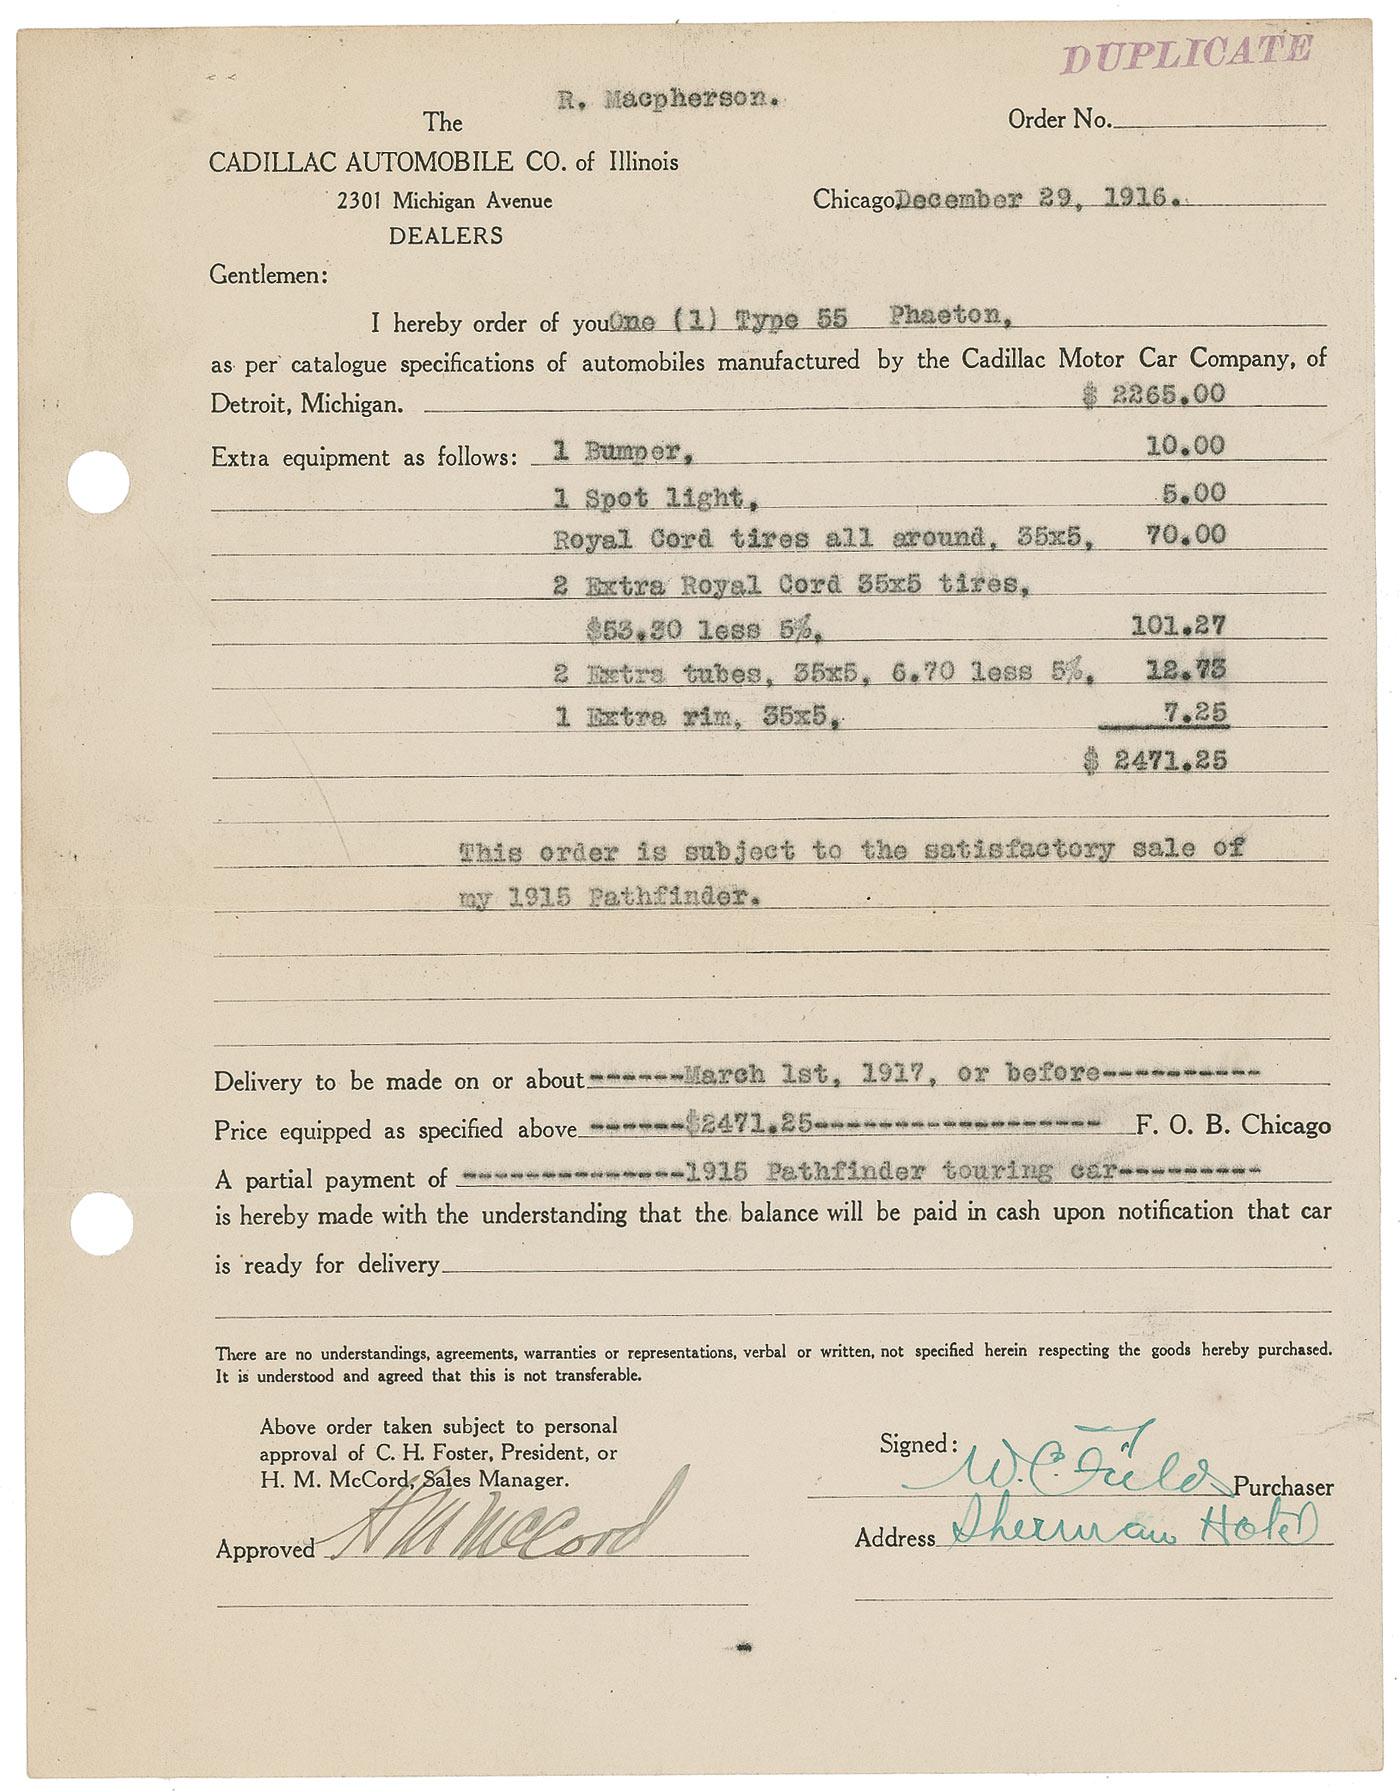 DUPLICATE
R. Macpherson.
The
Order No.
CADILLAC AUTOMOBILE CO. of Illinois
2301 Michigan Avenue
Chicago, December 29, 1916.
DEALERS
Gentlemen:
I hereby order of you One (1) Type 55 Phaeton,
as per catalogue specifications of automobiles manufactured by the Cadillac Motor Car Company, of
Detroit, Michigan. $ 2265.00
Extra equipment as follows: 1 Bumper, 10.00
1 Spot light, 5.00
Royal Cord tires all around, 35x5, 70.00
2 Extra Royal Cord 35x5 tires,
$53.30 less 5%, 101.27
2 Extra tubes, 35x5, 6.70 less 5%, 12.73
1 Extra rim, 35x5, 7.25
$ 2471.25
This order is subject to the satisfactory sale of
my 1915 Pathfinder.
Delivery to be made on or about ------March 1st, 1917, or before----------
Price equipped as specified above ------$2471.25------------------ F. O. B. Chicago
A partial payment of --------------1915 Pathfinder touring car---------
is hereby made with the understanding that the balance will be paid in cash upon notification that car
is ready for delivery
There are no understandings, agreements, warranties or representations, verbal or written, not specified herein respecting the goods hereby purchased.
It is understood and agreed that this is not transferable.
Above order taken subject to personal
approval of C. H. Foster, President, or
H. M. McCord, Sales Manager.
Signed: W. C. Fields Purchaser
Approved H M McCord
Address Sherman Hotel